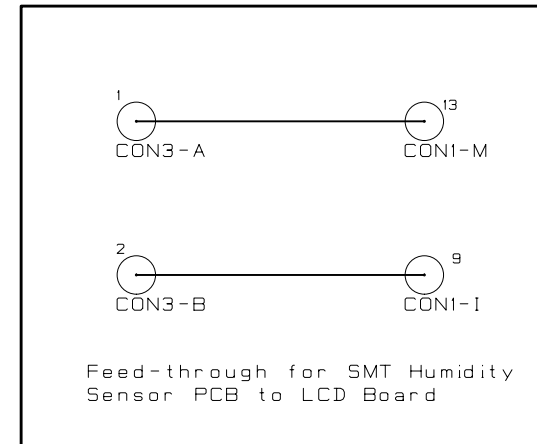 1 13
CON3-A CON1-M
2 9
CON3-B CON1-I
Feed-through for SMT Humidity
Sensor PCB to LCD Board